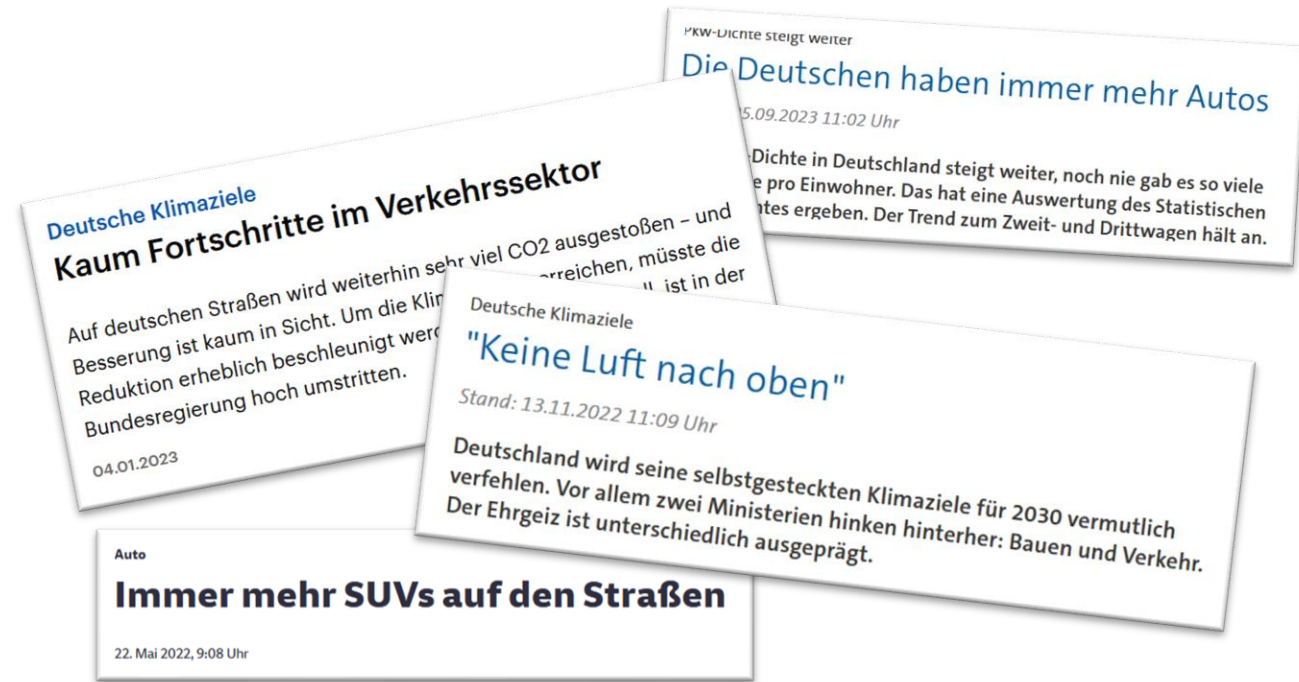 Pkw-Dichte steigt weiter
Die Deutschen haben immer mehr Autos
5.09.2023 11:02 Uhr
-Dichte in Deutschland steigt weiter, noch nie gab es so viele
pro Einwohner. Das hat eine Auswertung des Statistischen
ergeben. Der Trend zum Zweit- und Drittwagen hält an.
Deutsche Klimaziele
Kaum Fortschritte im Verkehrssektor
Auf deutschen Straßen wird weiterhin sehr viel CO2 ausgestoßen – und
Besserung ist kaum in Sicht. Um die erreichen, müsste die
Reduktion erheblich beschleunigt ist in der
Bundesregierung hoch umstritten.
04.01.2023
Deutsche Klimaziele
"Keine Luft nach oben"
Stand: 13.11.2022 11:09 Uhr
Deutschland wird seine selbstgesteckten Klimaziele für 2030 vermutlich
verfehlen. Vor allem zwei Ministerien hinken hinterher: Bauen und Verkehr.
Der Ehrgeiz ist unterschiedlich ausgeprägt.
Auto
Immer mehr SUVs auf den Straßen
22. Mai 2022, 9:08 Uhr